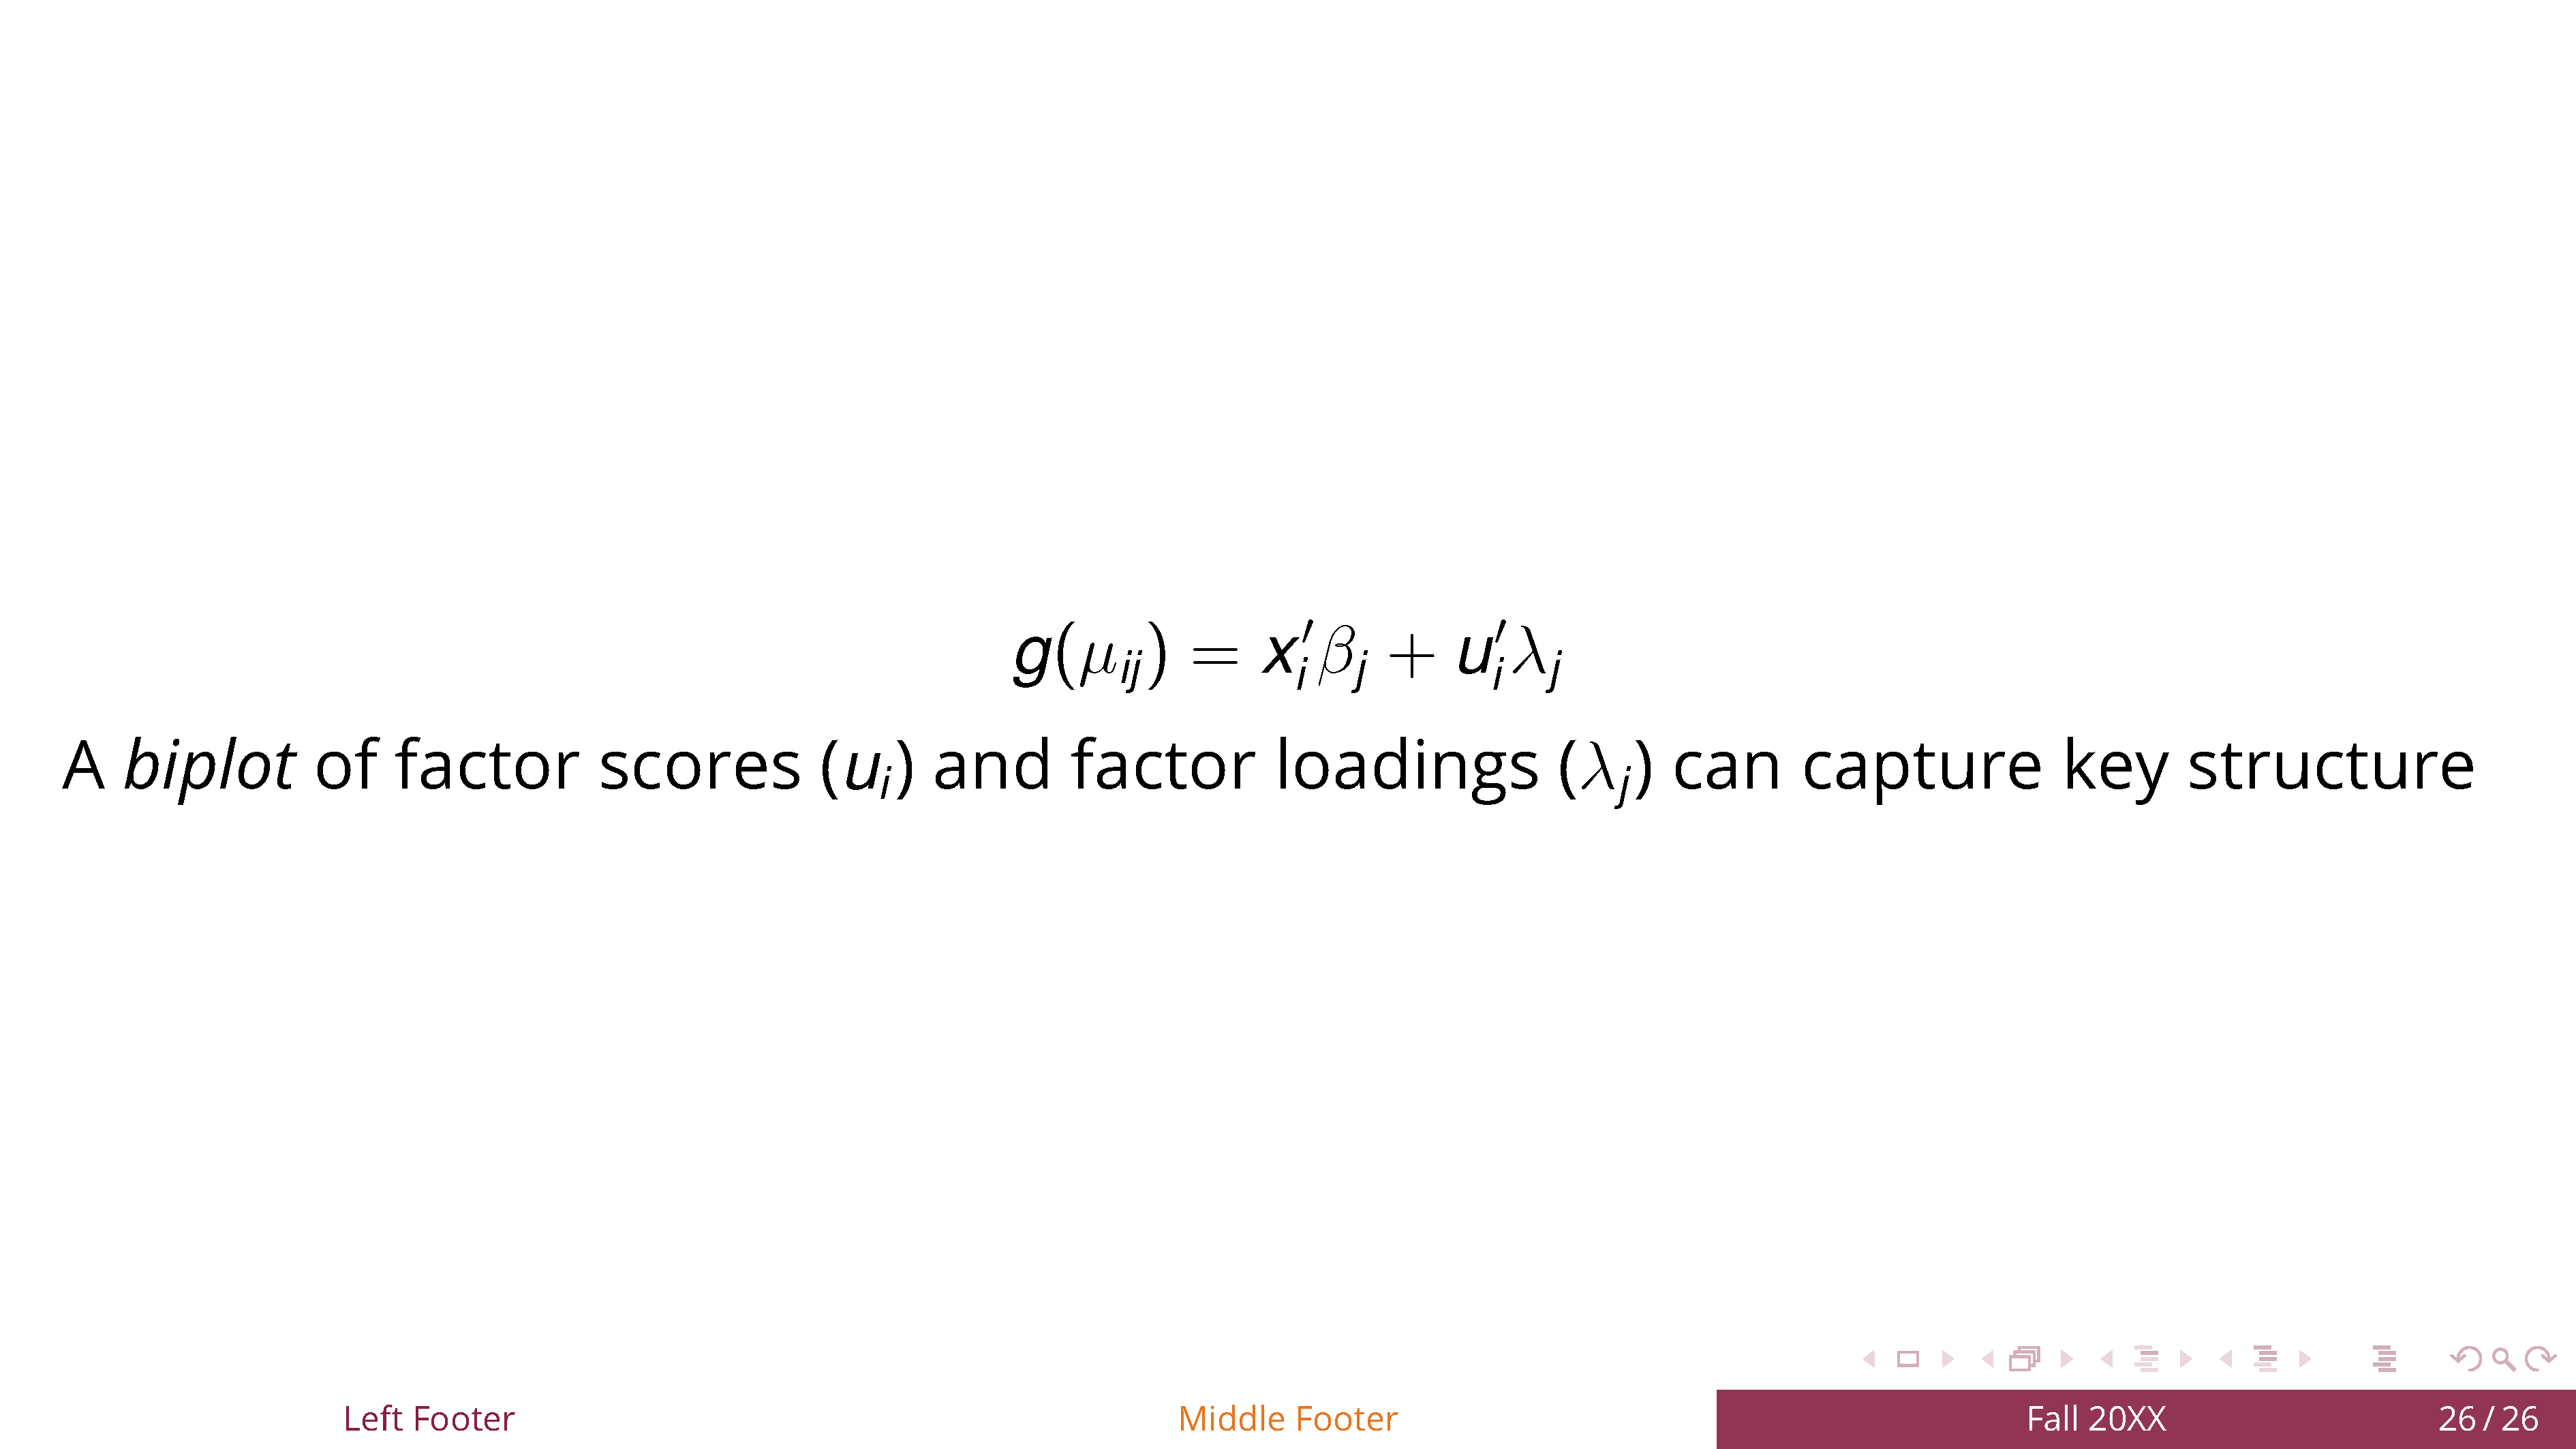 g(μᵢⱼ) = x′ᵢβⱼ + u′ᵢλⱼ
A biplot of factor scores (uᵢ) and factor loadings (λⱼ) can capture key structure
Left Footer Middle Footer Fall 20XX 26 / 26